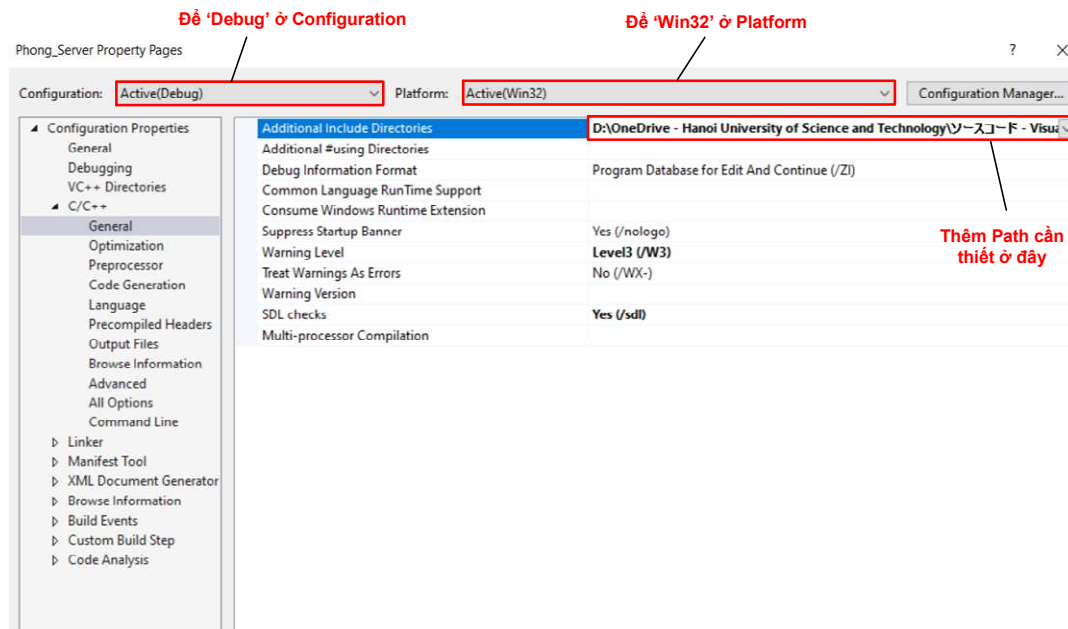 Để ‘Debug’ ở Configuration
Để ‘Win32’ ở Platform
Phong_Server Property Pages
?
Configuration: Active(Debug)
Platform: Active(Win32)
Configuration Manager...
Configuration Properties
General
Debugging
VC++ Directories
C/C++
General
Optimization
Preprocessor
Code Generation
Language
Precompiled Headers
Output Files
Browse Information
Advanced
All Options
Command Line
Linker
Manifest Tool
XML Document Generator
Browse Information
Build Events
Custom Build Step
Code Analysis
Additional Include Directories D:\OneDrive - Hanoi University of Science and Technology\ソースコード - Visua
Additional #using Directories
Debug Information Format Program Database for Edit And Continue (/ZI)
Common Language RunTime Support
Consume Windows Runtime Extension
Suppress Startup Banner Yes (/nologo)
Warning Level Level3 (/W3)
Treat Warnings As Errors No (/WX-)
Warning Version
SDL checks Yes (/sdl)
Multi-processor Compilation
Thêm Path cần
thiết ở đây